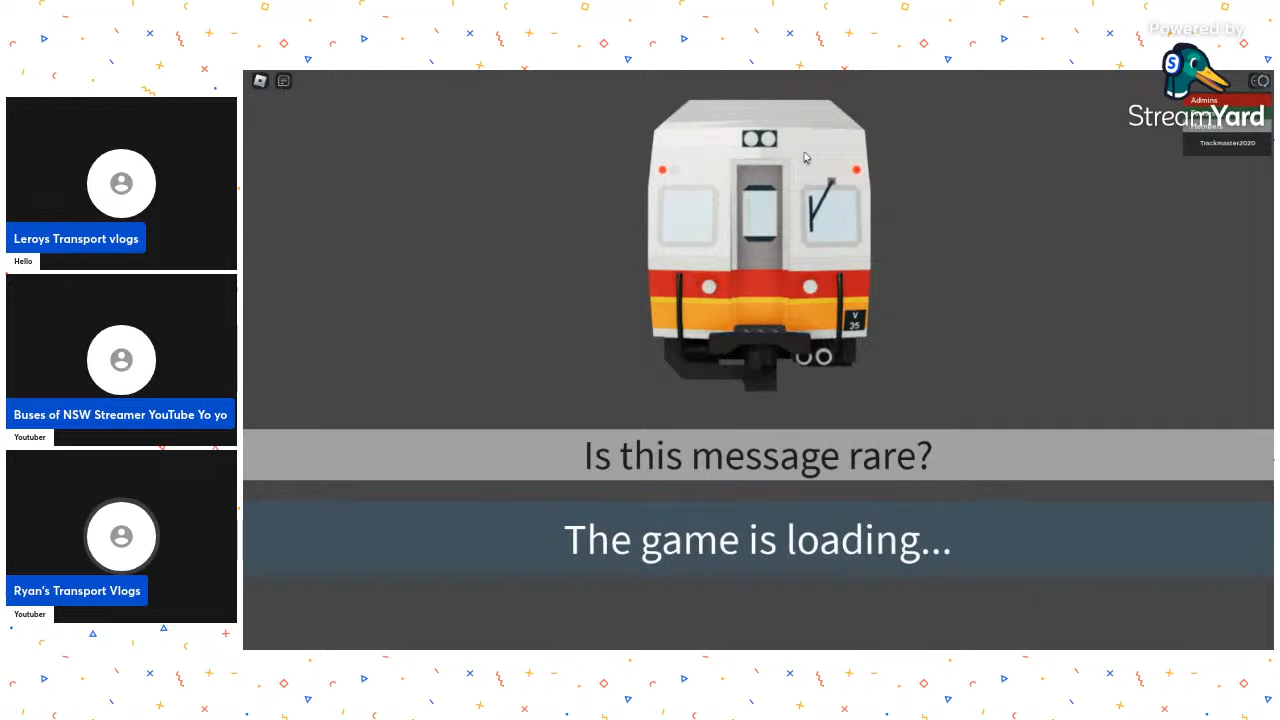 Powered by
StreamYard
Admins
Members
Trackmaster2020
Leroys Transport vlogs
Hello
V
35
Buses of NSW Streamer YouTube Yo yo
Youtuber
Is this message rare?
The game is loading...
Ryan's Transport Vlogs
Youtuber